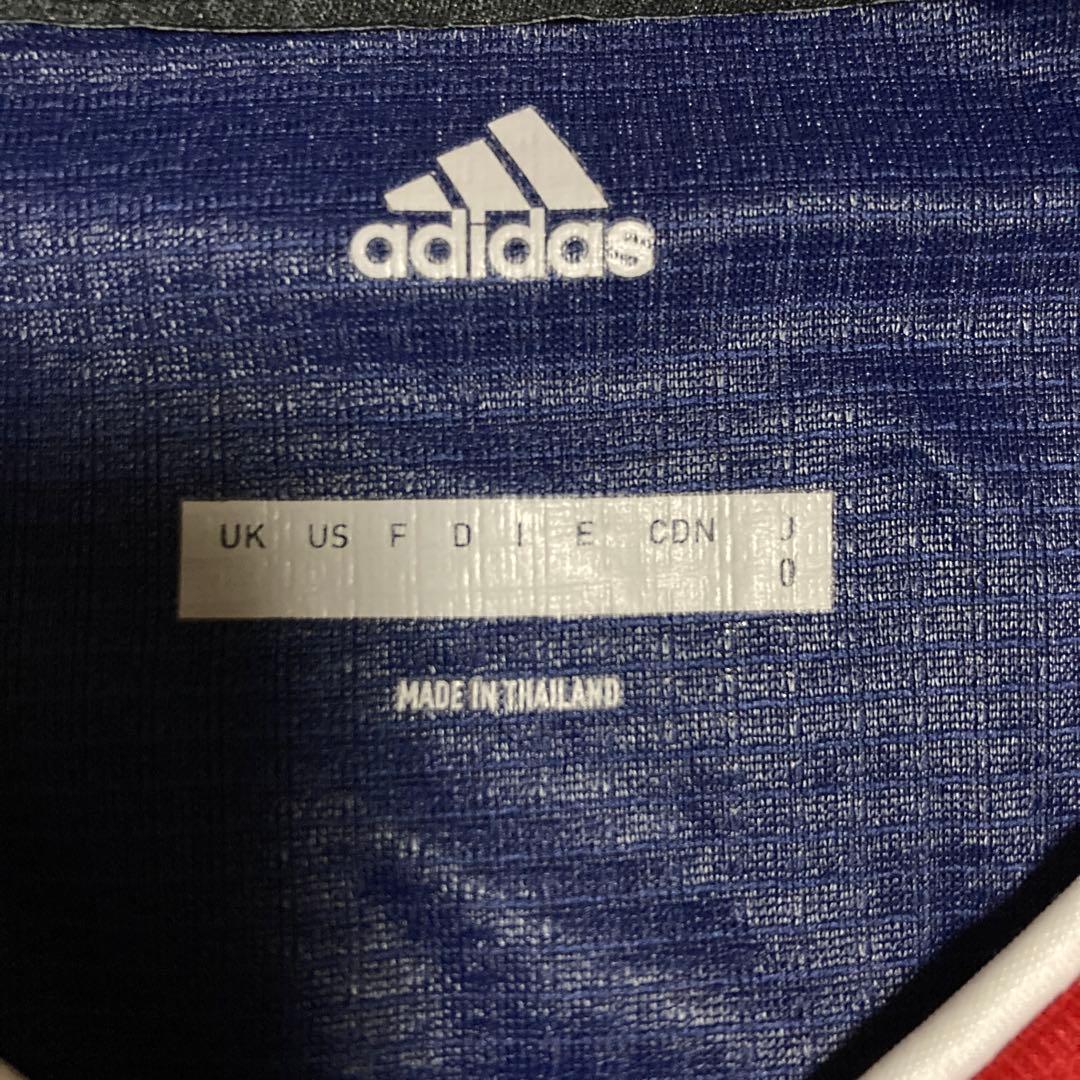 adidas
UK US F D I E CDN J
O
MADE IN THAILAND